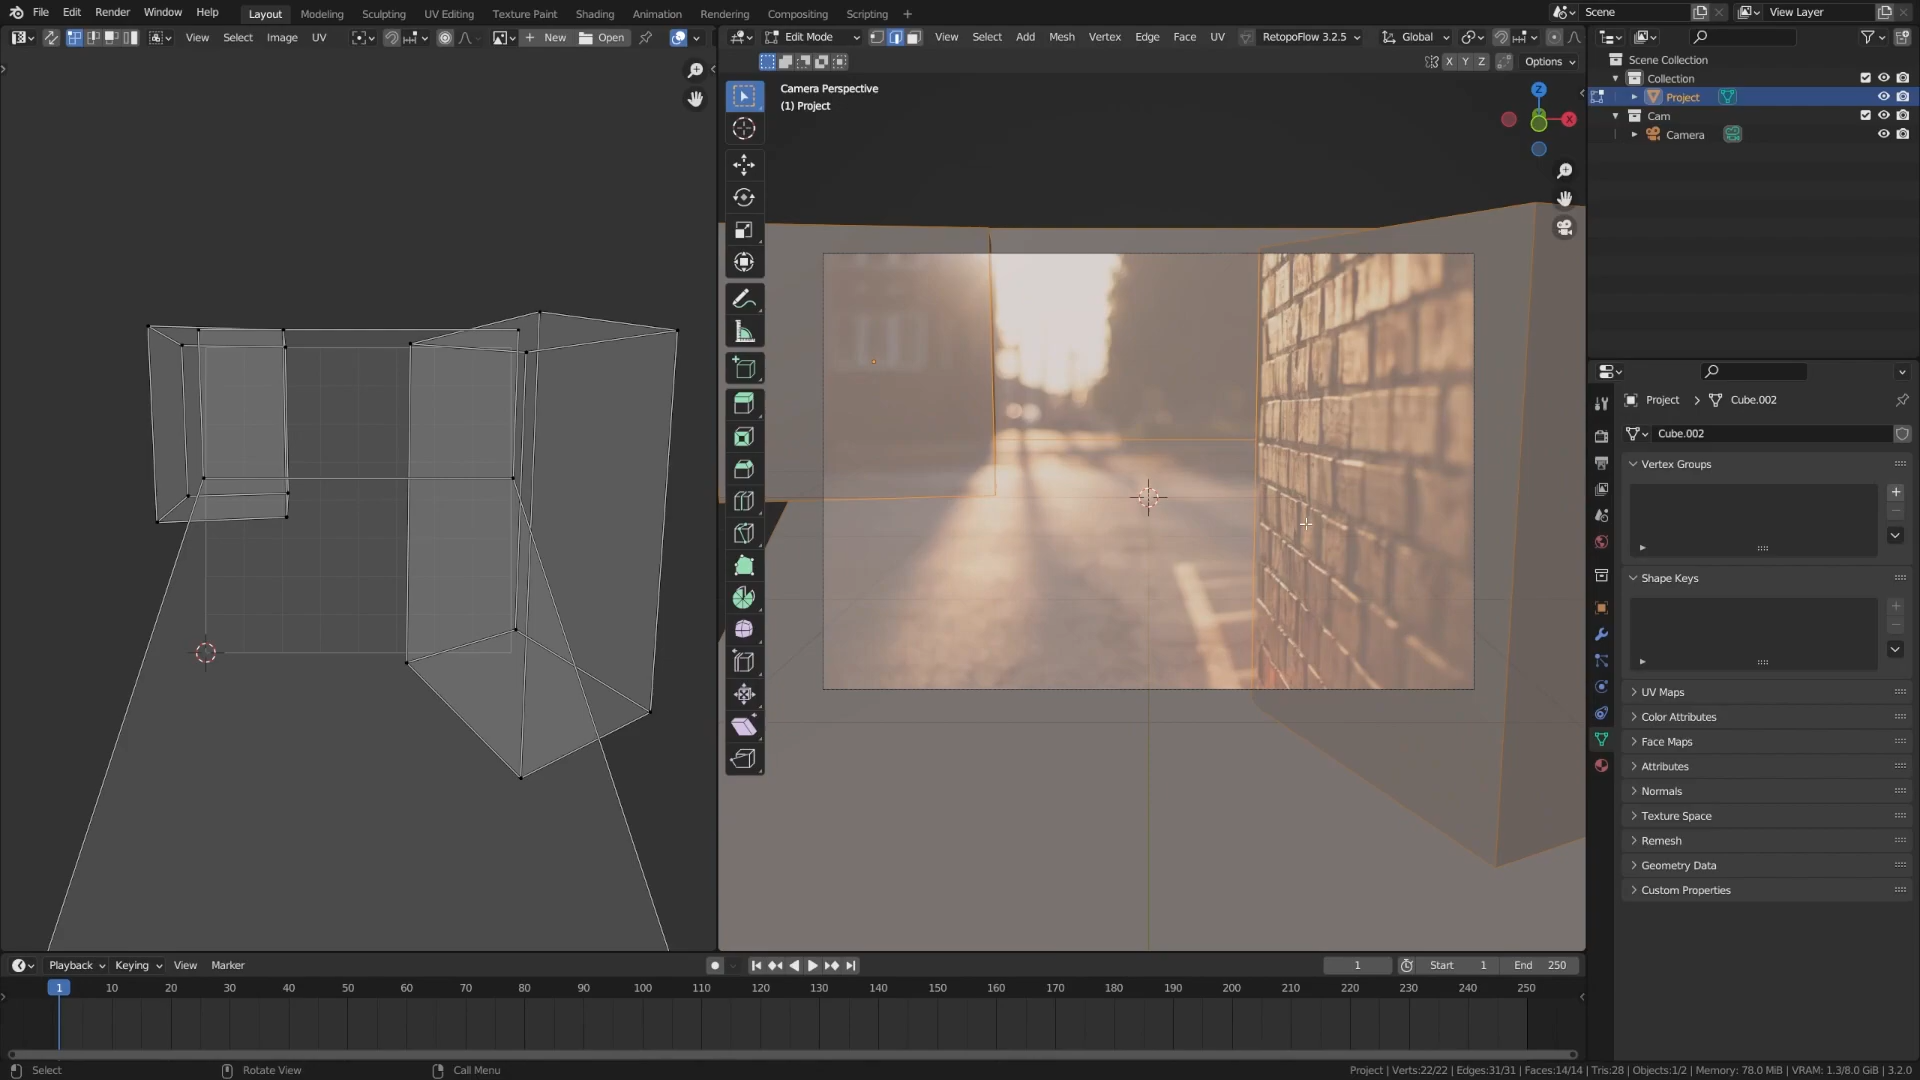 File Edit Render Window Help Layout Modeling Sculpting UV Editing Texture Paint Shading Animation Rendering Compositing Scripting + Scene View Layer
View Select Image UV + New Open
Edit Mode View Select Add Mesh Vertex Edge Face UV RetopoFlow 3.2.5 Global
X Y Z Options
Camera Perspective
(1) Project
Z
X
Scene Collection
Collection
Project
Cam
Camera
Project > Cube.002
Cube.002
Vertex Groups
Shape Keys
UV Maps
Color Attributes
Face Maps
Attributes
Normals
Texture Space
Remesh
Geometry Data
Custom Properties
Playback Keying View Marker 1 Start 1 End 250
1 10 20 30 40 50 60 70 80 90 100 110 120 130 140 150 160 170 180 190 200 210 220 230 240 250
Select Rotate View Call Menu Project | Verts:22/22 | Edges:31/31 | Faces:14/14 | Tris:28 | Objects:1/2 | Memory: 78.0 MiB | VRAM: 1.3/8.0 GiB | 3.2.0